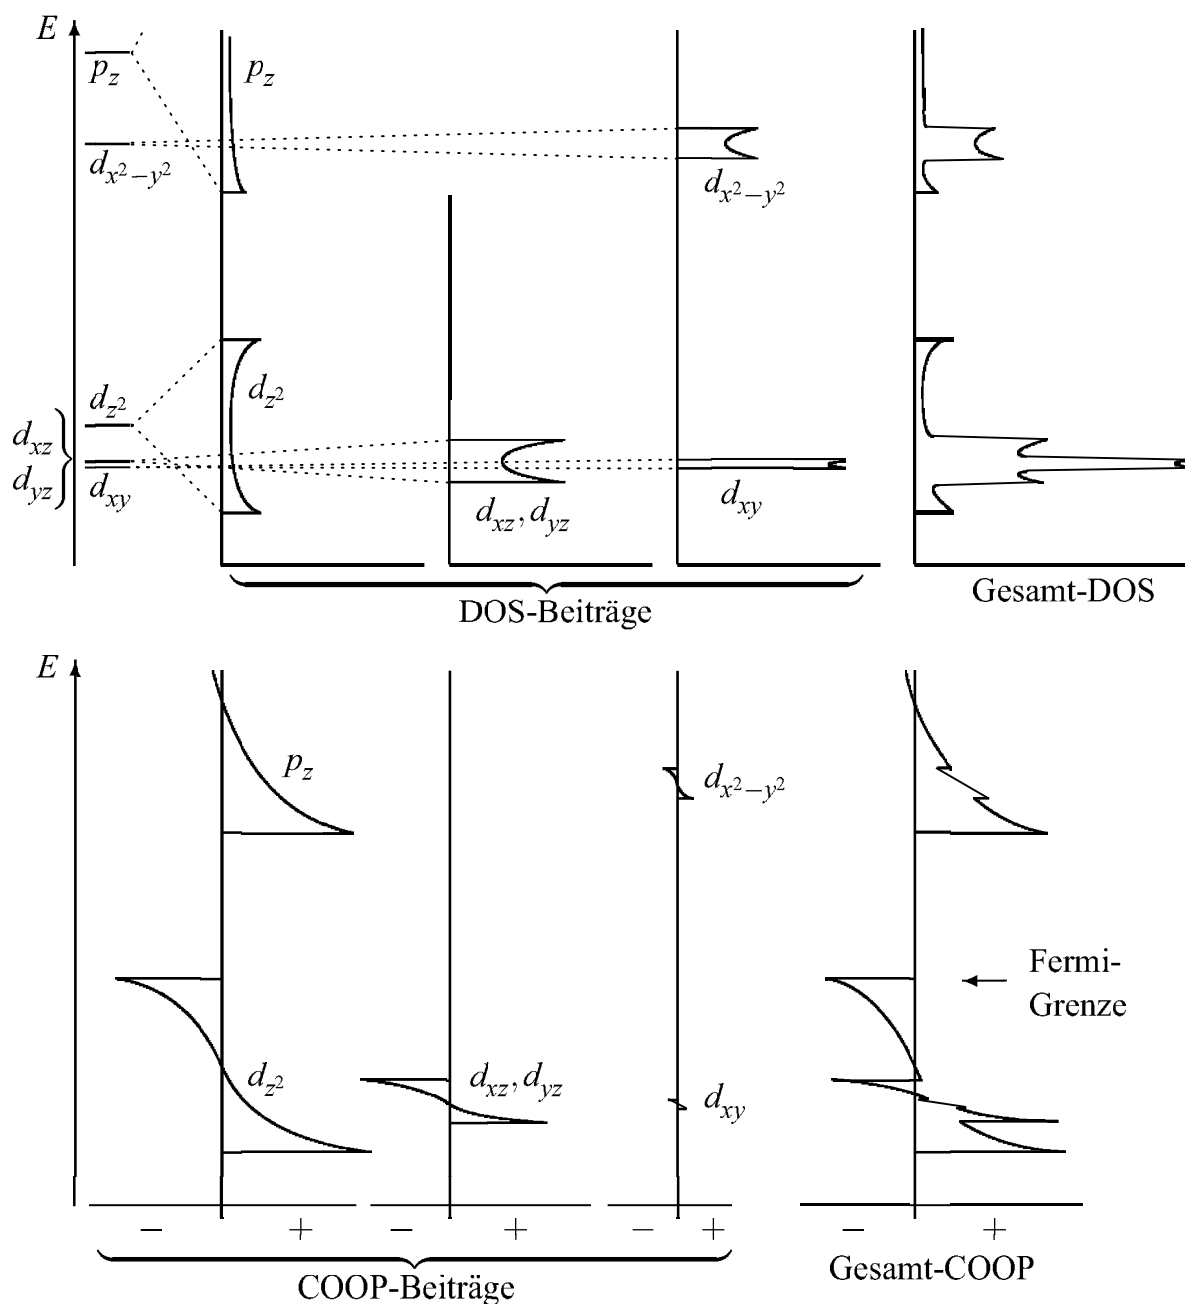 E
p_z
p_z
d_{x²−y²}
d_{x²−y²}
d_{z²}
d_{z²}
d_{xz}
d_{yz}
d_{xy}
d_{xz}, d_{yz}
d_{xy}
DOS-Beiträge
Gesamt-DOS
E
p_z
d_{x²−y²}
Fermi-
Grenze
d_{z²}
d_{xz}, d_{yz}
d_{xy}
− + − + − + − +
COOP-Beiträge
Gesamt-COOP